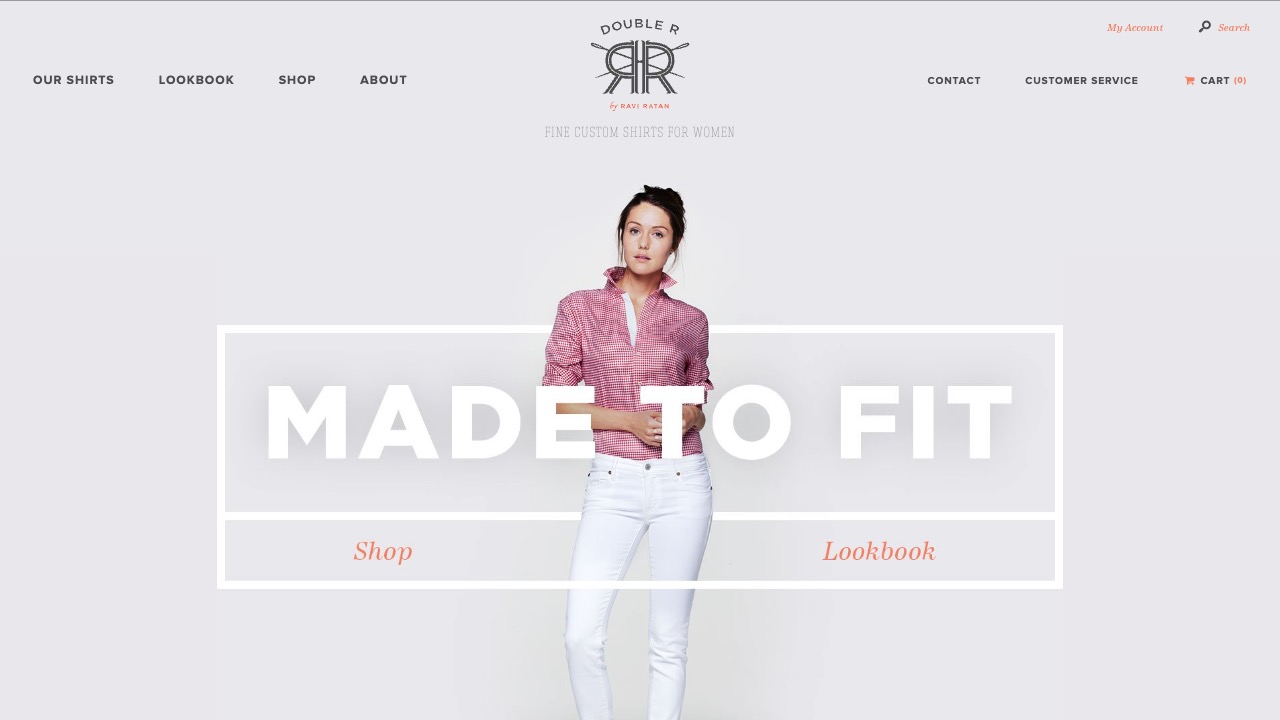 DOUBLE R
RR
by RAVI RATAN
FINE CUSTOM SHIRTS FOR WOMEN
My Account
Search
OUR SHIRTS
LOOKBOOK
SHOP
ABOUT
CONTACT
CUSTOMER SERVICE
CART (0)
MADE TO FIT
Shop
Lookbook